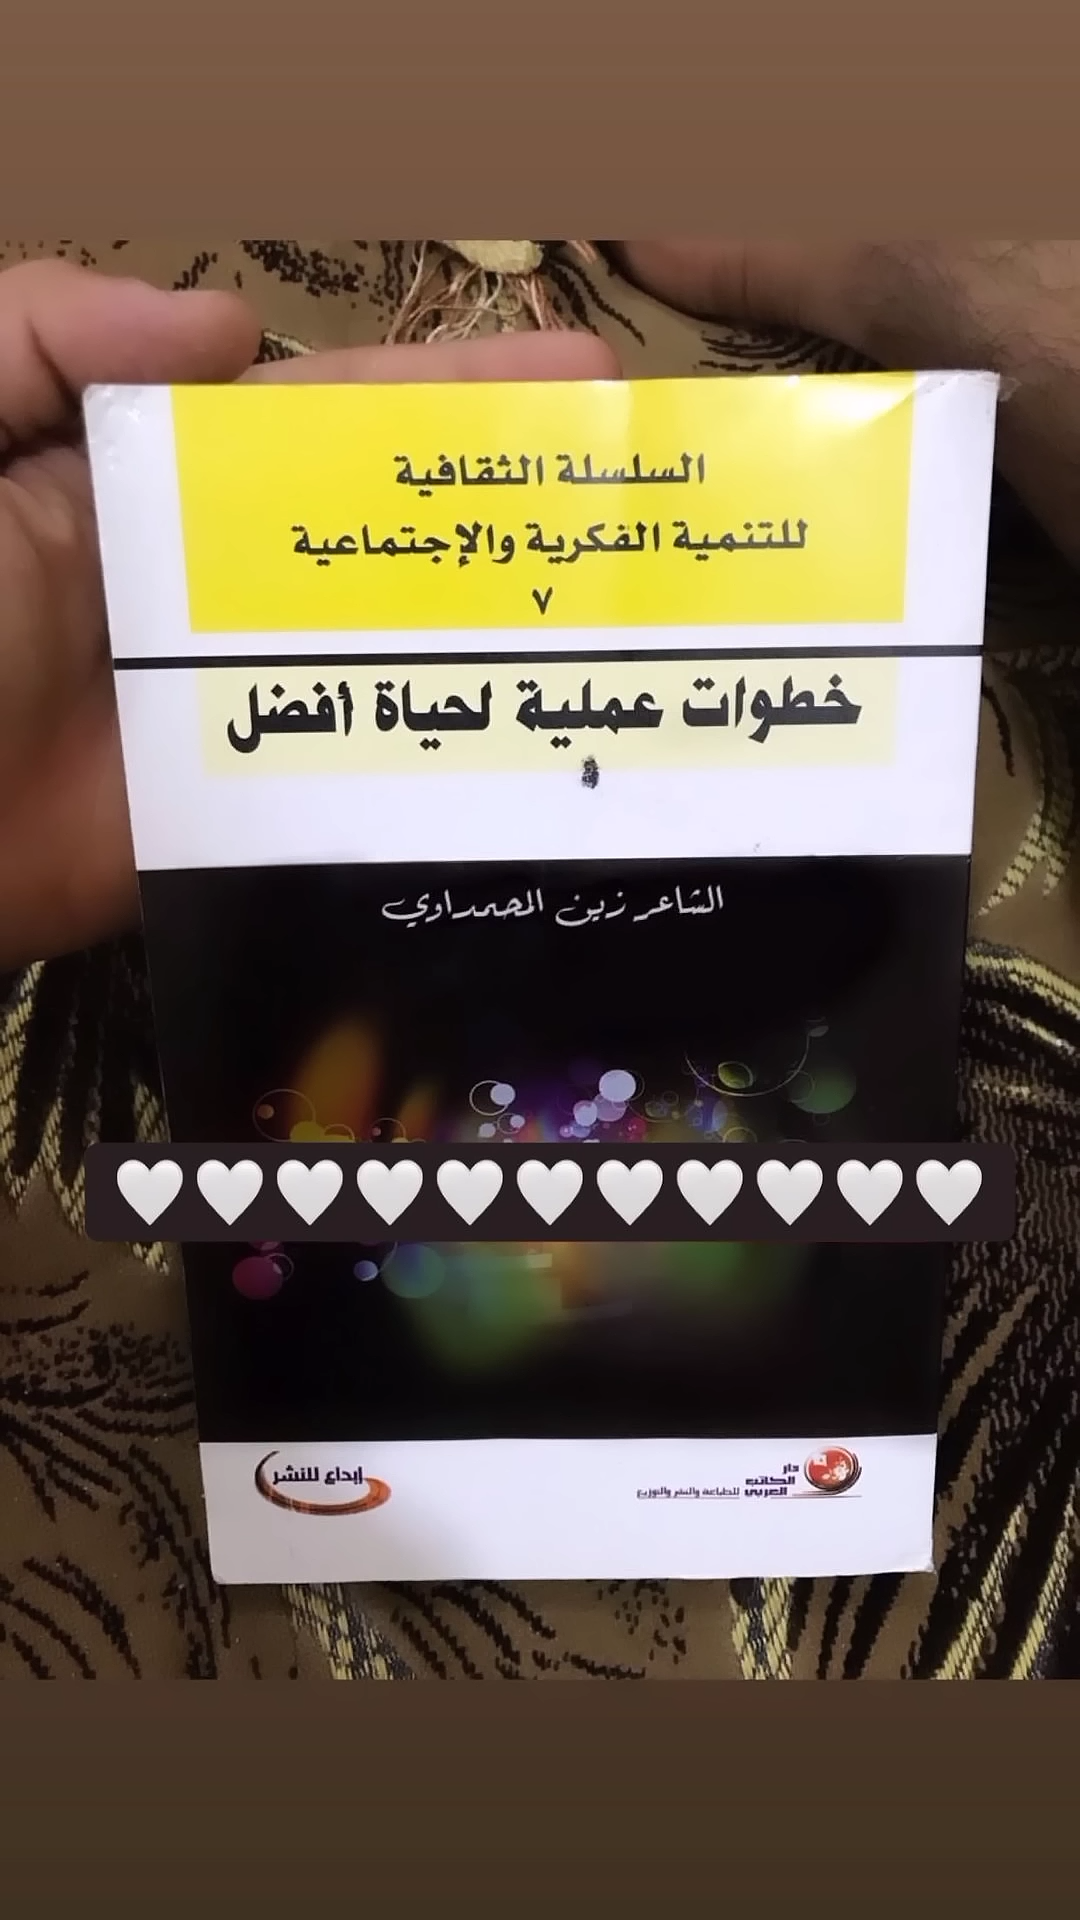 السلسلة الثقافية
للتنمية الفكرية والإجتماعية
٧
خطوات عملية لحياة أفضل
الشاعر زين المحمداوي
🤍🤍🤍🤍🤍🤍🤍🤍🤍🤍🤍
دار
الكاتب
العربي للطباعة والنشر والتوزيع
إبداع للنشر